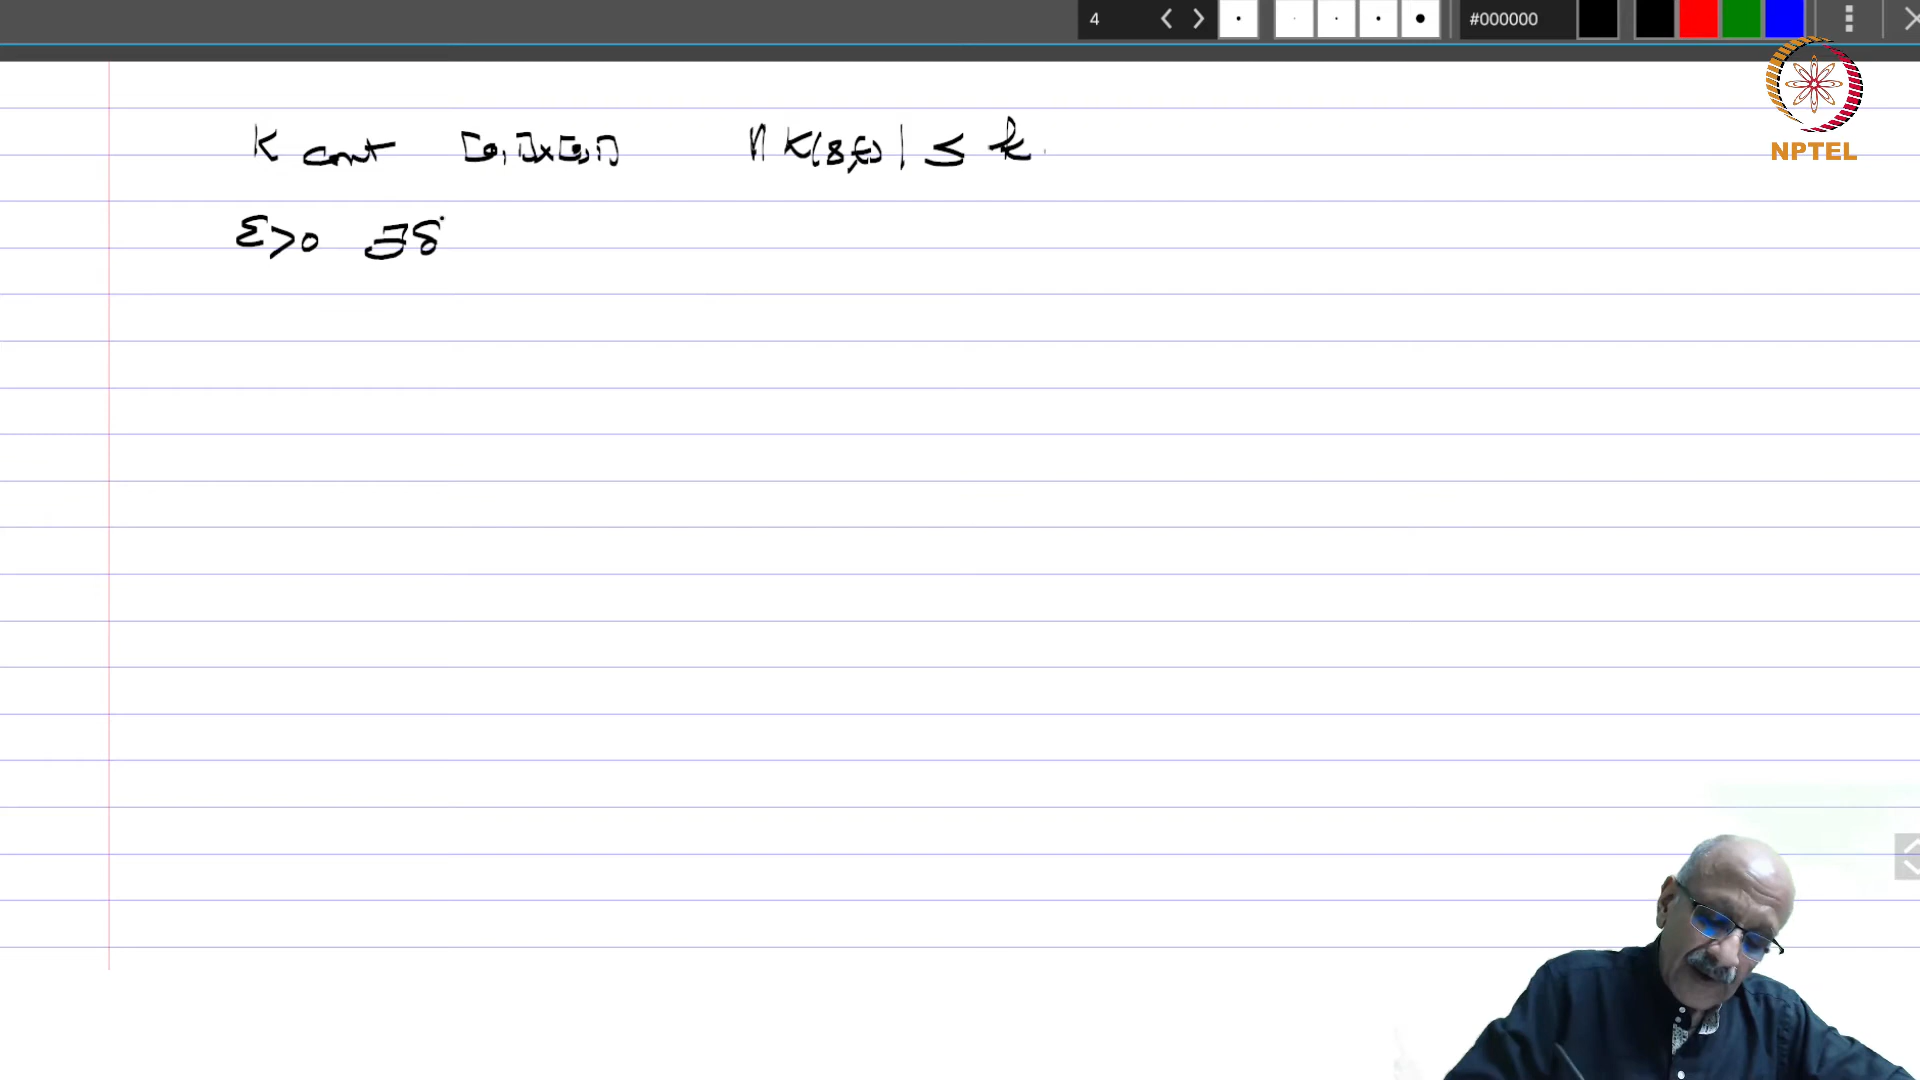 4 #000000
NPTEL
K cont [0,1]x[0,1] |K(s,t)| ≤ k.
ε>0 ∃δ